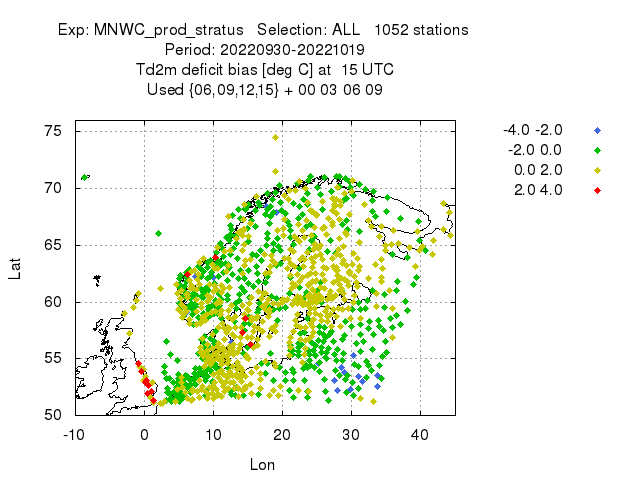 Exp: MNWC_prod_stratus   Selection: ALL   1052 stations
Period: 20220930-20221019
Td2m deficit bias [deg C] at  15 UTC
Used {06,09,12,15} + 00 03 06 09
-4.0 -2.0
-2.0 0.0
0.0 2.0
2.0 4.0
75
70
65
60
55
50
Lat
-10 0 10 20 30 40
Lon